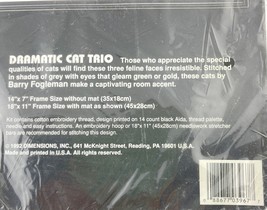 DRAMATIC CAT TRIO Those who appreciate the special
qualities of cats will find these three feline faces irresistible. Stitched
in shades of grey with eyes that gleam green or gold, these cats by
Barry Fogleman make a captivating room accent.
14" x 7" Frame Size without mat (35x18cm)
18" x 11" Frame Size with mat as shown (45x28cm)
Kit contains cotton embroidery thread, design printed on 14 count black Aida, thread palette,
needle and easy instructions. An embroidery hoop or 18" x 11" (45x28cm) needlework stretcher
bars are recommended for stitching this design.
© 1992 DIMENSIONS, INC., 641 McKnight Street, Reading, PA 19601 U.S.A.
Made and Printed in U.S.A. All rights reserved.